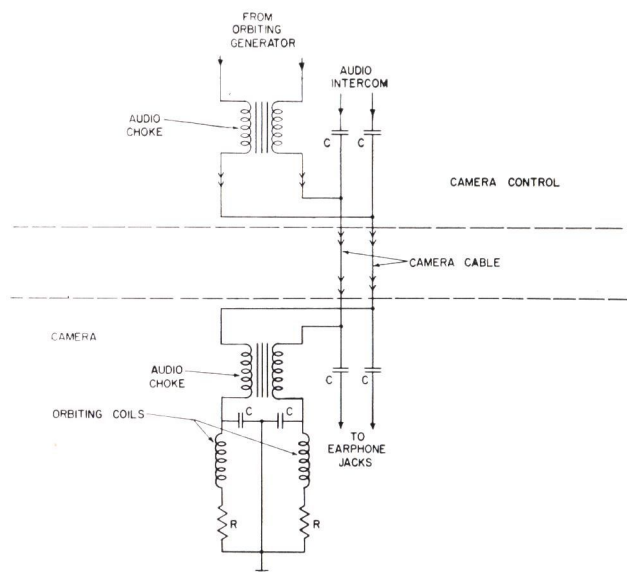 FROM
ORBITING
GENERATOR
AUDIO
INTERCOM
AUDIO
CHOKE
C
C
CAMERA CONTROL
CAMERA CABLE
CAMERA
AUDIO
CHOKE
C
C
C
C
ORBITING COILS
TO
EARPHONE
JACKS
R
R